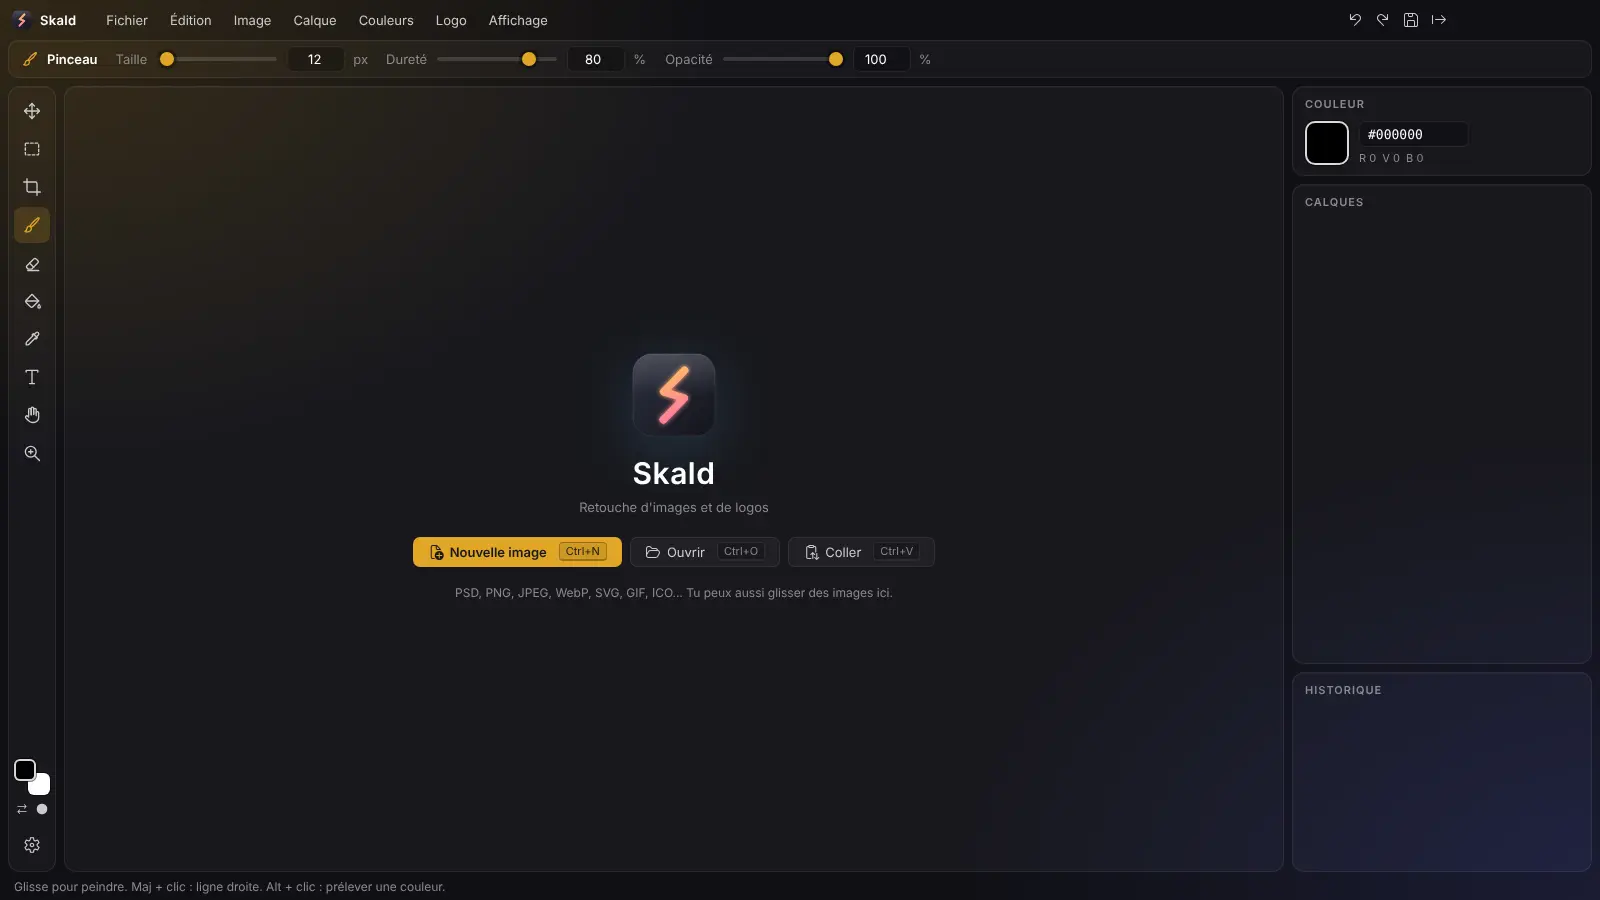 Skald Fichier Édition Image Calque Couleurs Logo Affichage
Pinceau Taille 12 px Dureté 80 % Opacité 100 %
COULEUR
#000000
R 0 V 0 B 0
CALQUES
Skald
Retouche d'images et de logos
Nouvelle image Ctrl+N Ouvrir Ctrl+O Coller Ctrl+V
PSD, PNG, JPEG, WebP, SVG, GIF, ICO... Tu peux aussi glisser des images ici.
HISTORIQUE
Glisse pour peindre. Maj + clic : ligne droite. Alt + clic : prélever une couleur.